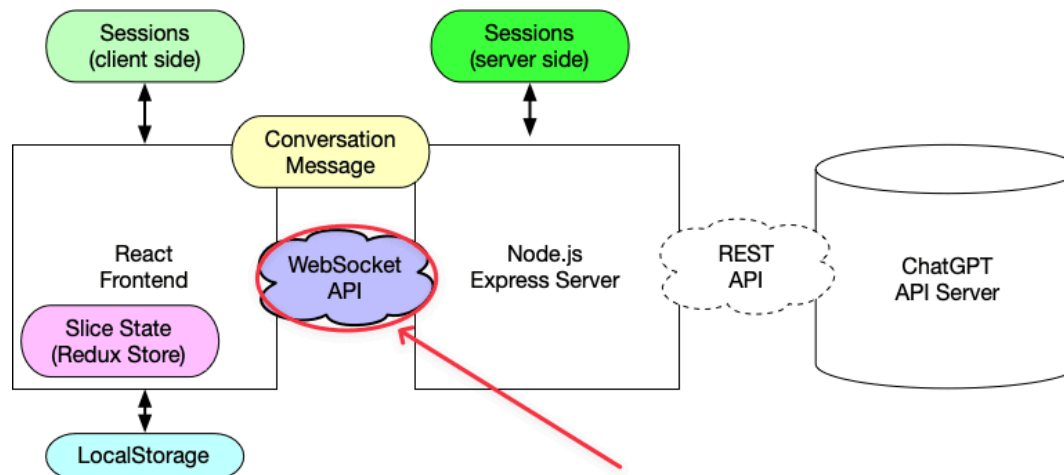 Sessions
(client side)
Sessions
(server side)
Conversation
Message
React
Frontend
WebSocket
API
Node.js
Express Server
REST
API
ChatGPT
API Server
Slice State
(Redux Store)
LocalStorage